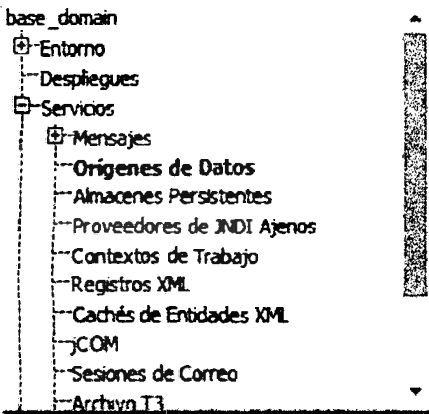 base_domain
Entorno
Despliegues
Servicios
Mensajes
Orígenes de Datos
Almacenes Persistentes
Proveedores de JNDI Ajenos
Contextos de Trabajo
Registros XML
Cachés de Entidades XML
jCOM
Sesiones de Correo
Archivo T3